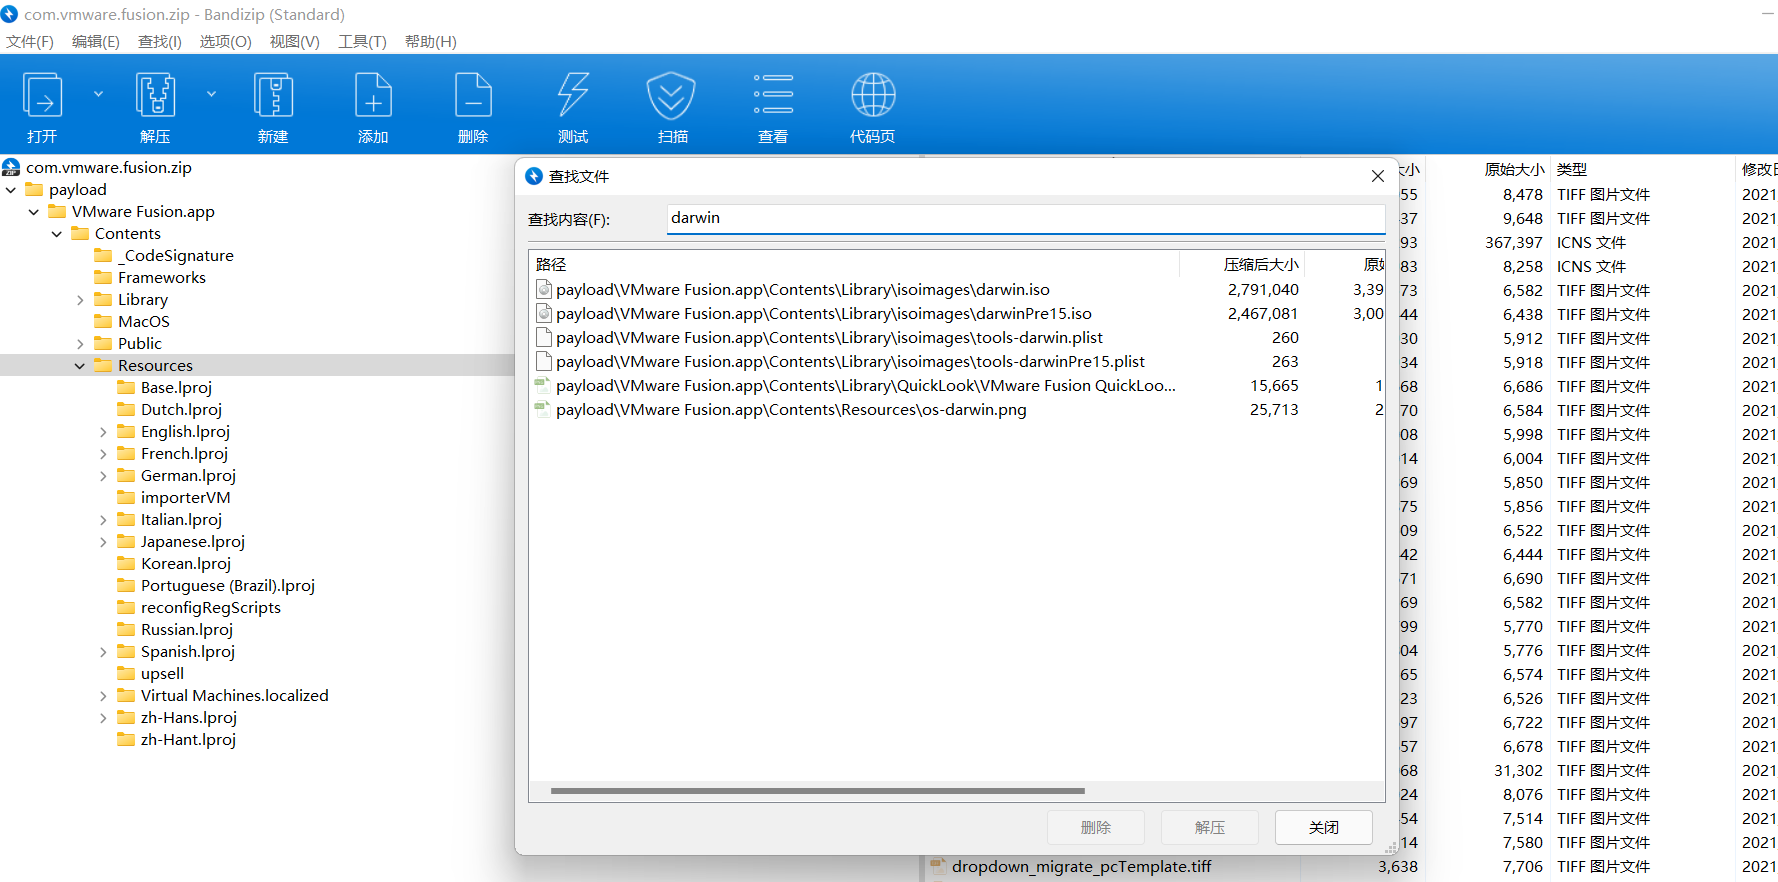 com.vmware.fusion.zip - Bandizip (Standard)
文件(F) 编辑(E) 查找(I) 选项(O) 视图(V) 工具(T) 帮助(H)
打开 解压 新建 添加 删除 测试 扫描 查看 代码页
com.vmware.fusion.zip
payload
VMware Fusion.app
Contents
_CodeSignature
Frameworks
Library
MacOS
Public
Resources
Base.lproj
Dutch.lproj
English.lproj
French.lproj
German.lproj
importerVM
Italian.lproj
Japanese.lproj
Korean.lproj
Portuguese (Brazil).lproj
reconfigRegScripts
Russian.lproj
Spanish.lproj
upsell
Virtual Machines.localized
zh-Hans.lproj
zh-Hant.lproj
查找文件
查找内容(F): darwin
路径 压缩后大小 原始
payload\VMware Fusion.app\Contents\Library\isoimages\darwin.iso 2,791,040 3,39
payload\VMware Fusion.app\Contents\Library\isoimages\darwinPre15.iso 2,467,081 3,00
payload\VMware Fusion.app\Contents\Library\isoimages\tools-darwin.plist 260
payload\VMware Fusion.app\Contents\Library\isoimages\tools-darwinPre15.plist 263
payload\VMware Fusion.app\Contents\Library\QuickLook\VMware Fusion QuickLoo... 15,665 1
payload\VMware Fusion.app\Contents\Resources\os-darwin.png 25,713 2
删除 解压 关闭
大小 原始大小 类型 修改日
55 8,478 TIFF 图片文件 2021
37 9,648 TIFF 图片文件 2021
93 367,397 ICNS 文件 2021
83 8,258 ICNS 文件 2021
73 6,582 TIFF 图片文件 2021
44 6,438 TIFF 图片文件 2021
30 5,912 TIFF 图片文件 2021
34 5,918 TIFF 图片文件 2021
68 6,686 TIFF 图片文件 2021
70 6,584 TIFF 图片文件 2021
08 5,998 TIFF 图片文件 2021
14 6,004 TIFF 图片文件 2021
69 5,850 TIFF 图片文件 2021
75 5,856 TIFF 图片文件 2021
09 6,522 TIFF 图片文件 2021
42 6,444 TIFF 图片文件 2021
71 6,690 TIFF 图片文件 2021
69 6,582 TIFF 图片文件 2021
99 5,770 TIFF 图片文件 2021
04 5,776 TIFF 图片文件 2021
65 6,574 TIFF 图片文件 2021
23 6,526 TIFF 图片文件 2021
97 6,722 TIFF 图片文件 2021
57 6,678 TIFF 图片文件 2021
68 31,302 TIFF 图片文件 2021
24 8,076 TIFF 图片文件 2021
54 7,514 TIFF 图片文件 2021
14 7,580 TIFF 图片文件 2021
dropdown_migrate_pcTemplate.tiff 3,638 7,706 TIFF 图片文件 2021